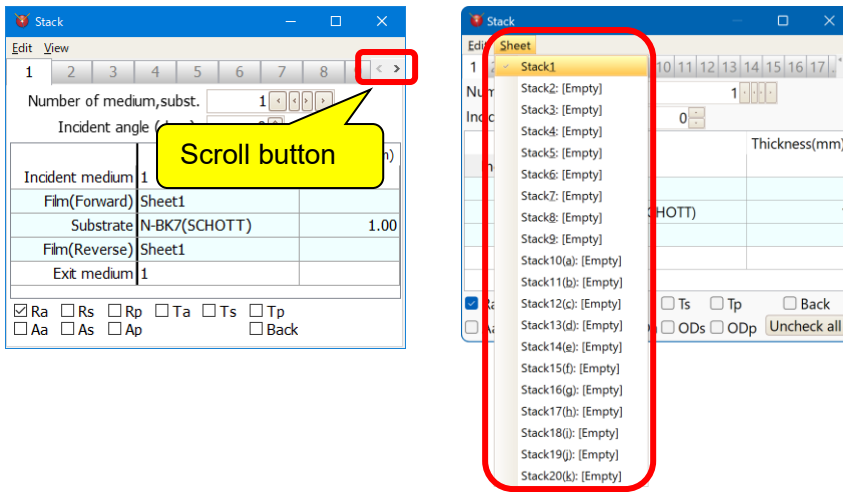 Stack
Edit View
1 2 3 4 5 6 7 8 < >
Number of medium,subst. 1
Incident ang
Scroll button
Incident medium 1
Film(Forward) Sheet1
Substrate N-BK7(SCHOTT) 1.00
Film(Reverse) Sheet1
Exit medium 1
Ra Rs Rp Ta Ts Tp
Aa As Ap Back
Stack
Edit Sheet
1 10 11 12 13 14 15 16 17
1
0
Thickness(mm)
HOTT)
Ts Tp Back
ODs ODp Uncheck all
Stack1
Stack2: [Empty]
Stack3: [Empty]
Stack4: [Empty]
Stack5: [Empty]
Stack6: [Empty]
Stack7: [Empty]
Stack8: [Empty]
Stack9: [Empty]
Stack10(a): [Empty]
Stack11(b): [Empty]
Stack12(c): [Empty]
Stack13(d): [Empty]
Stack14(e): [Empty]
Stack15(f): [Empty]
Stack16(g): [Empty]
Stack17(h): [Empty]
Stack18(i): [Empty]
Stack19(j): [Empty]
Stack20(k): [Empty]